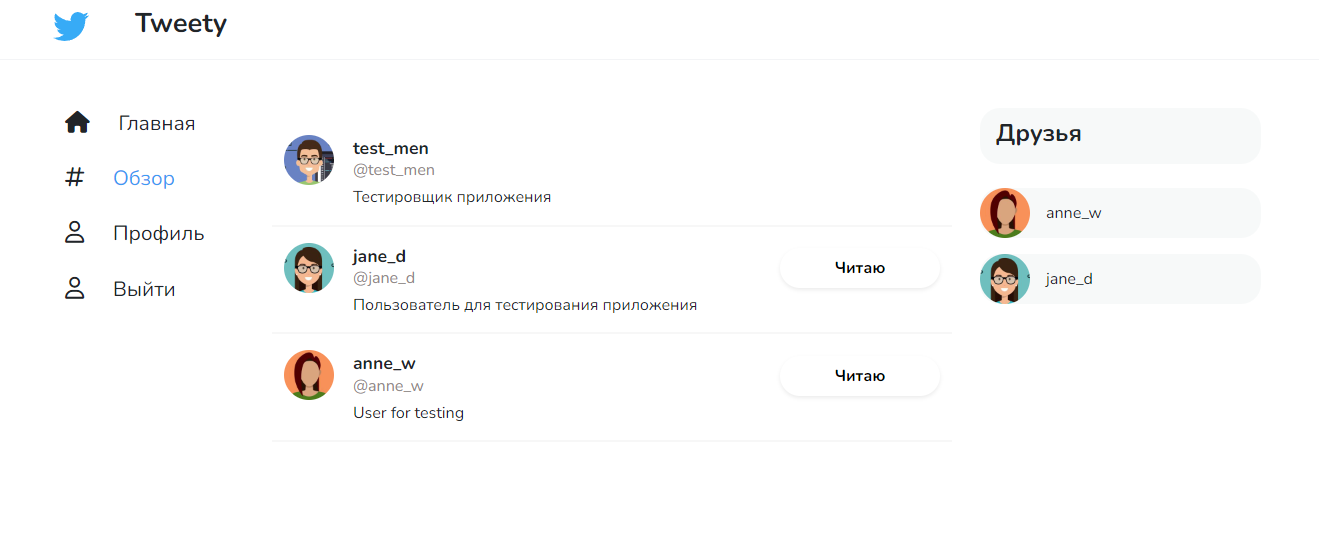 Tweety
Главная
Обзор
Профиль
Выйти
test_men
@test_men
Тестировщик приложения
jane_d
@jane_d
Пользователь для тестирования приложения
Читаю
anne_w
@anne_w
User for testing
Читаю
Друзья
anne_w
jane_d